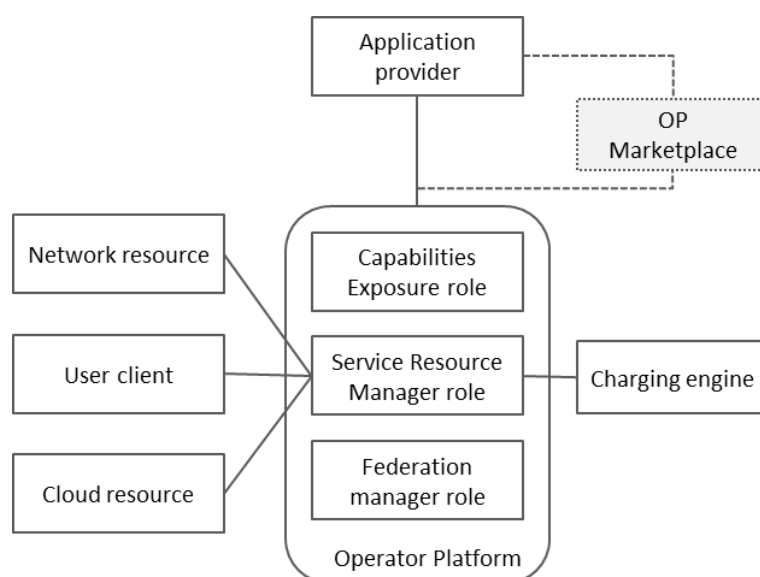 Application
provider
OP
Marketplace
Network resource
Capabilities
Exposure role
User client
Service Resource
Manager role
Charging engine
Cloud resource
Federation
manager role
Operator Platform